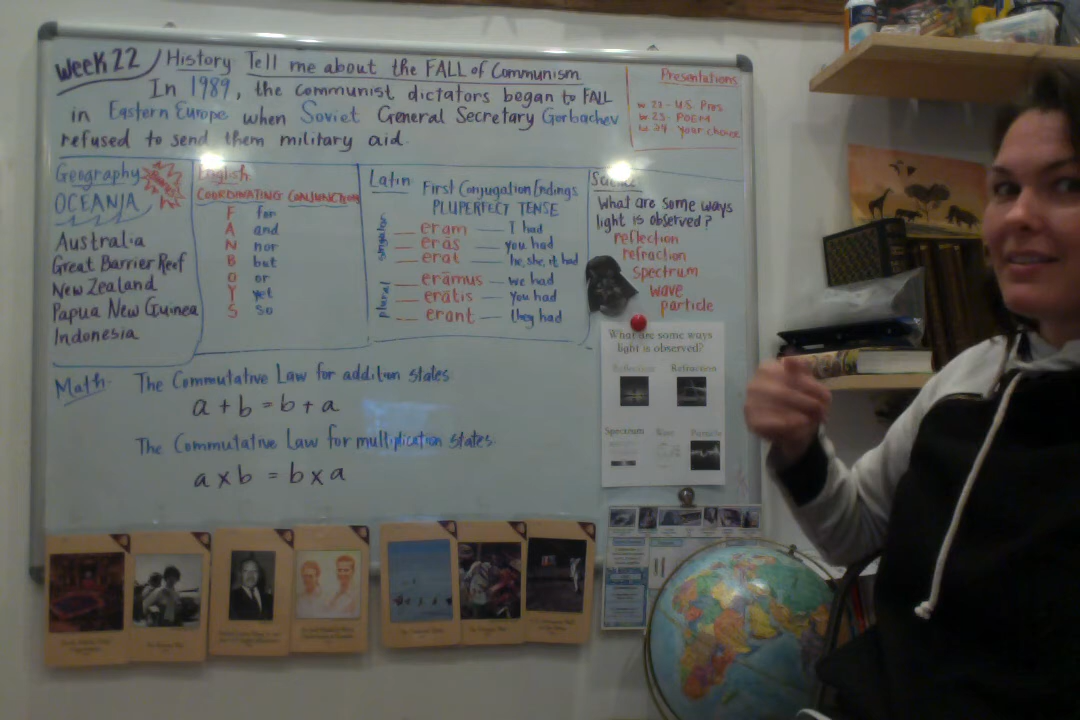 Week 22
History: Tell me about the FALL of Communism
In 1989, the communist dictators began to FALL
in Eastern Europe when Soviet General Secretary Gorbachev
refused to send them military aid.
Presentations
w 23 - POEM
w 24 - your choice
Geography
OCEANIA
Australia
Great Barrier Reef
New Zealand
Papua New Guinea
Indonesia
English
COORDINATING CONJUNCTION
F for
A and
N nor
B but
O or
Y yet
S so
Latin
First Conjugation Endings
PLUPERFECT TENSE
singular
eram — I had
erās — you had
erat — he, she, it had
plural
erāmus — we had
erātis — you had
erant — they had
Science
What are some ways
light is observed?
reflection
refraction
spectrum
wave
particle
What are some ways
light is observed?
Reflection
Refraction
Spectrum
Wave
Particle
Math-
The Commutative Law for addition states
a + b = b + a
The Commutative Law for multiplication states
a x b = b x a